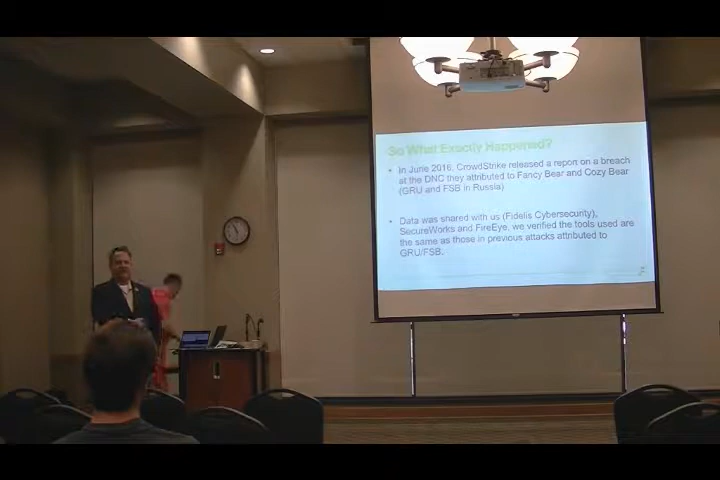 So What Exactly Happened?
• In June 2016, CrowdStrike released a report on a breach
at the DNC they attributed to Fancy Bear and Cozy Bear
(GRU and FSB in Russia)
• Data was shared with us (Fidelis Cybersecurity),
SecureWorks and FireEye, we verified the tools used are
the same as those in previous attacks attributed to
GRU/FSB.